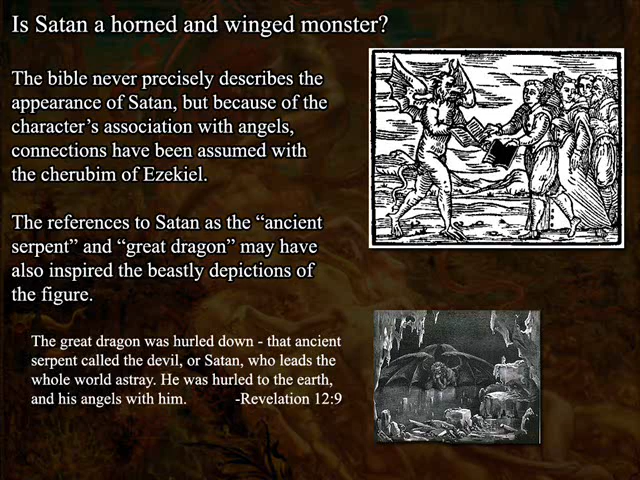 Is Satan a horned and winged monster?
The bible never precisely describes the
appearance of Satan, but because of the
character’s association with angels,
connections have been assumed with
the cherubim of Ezekiel.
The references to Satan as the “ancient
serpent” and “great dragon” may have
also inspired the beastly depictions of
the figure.
The great dragon was hurled down - that ancient
serpent called the devil, or Satan, who leads the
whole world astray. He was hurled to the earth,
and his angels with him. -Revelation 12:9